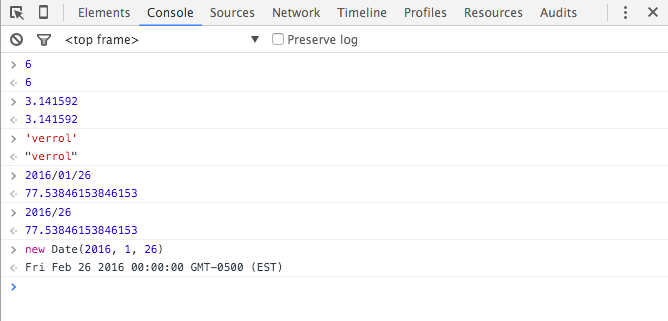 Elements Console Sources Network Timeline Profiles Resources Audits
<top frame> ▼ Preserve log
> 6
<· 6
> 3.141592
<· 3.141592
> 'verrol'
<· "verrol"
> 2016/01/26
<· 77.53846153846153
> 2016/26
<· 77.53846153846153
> new Date(2016, 1, 26)
<· Fri Feb 26 2016 00:00:00 GMT-0500 (EST)
>